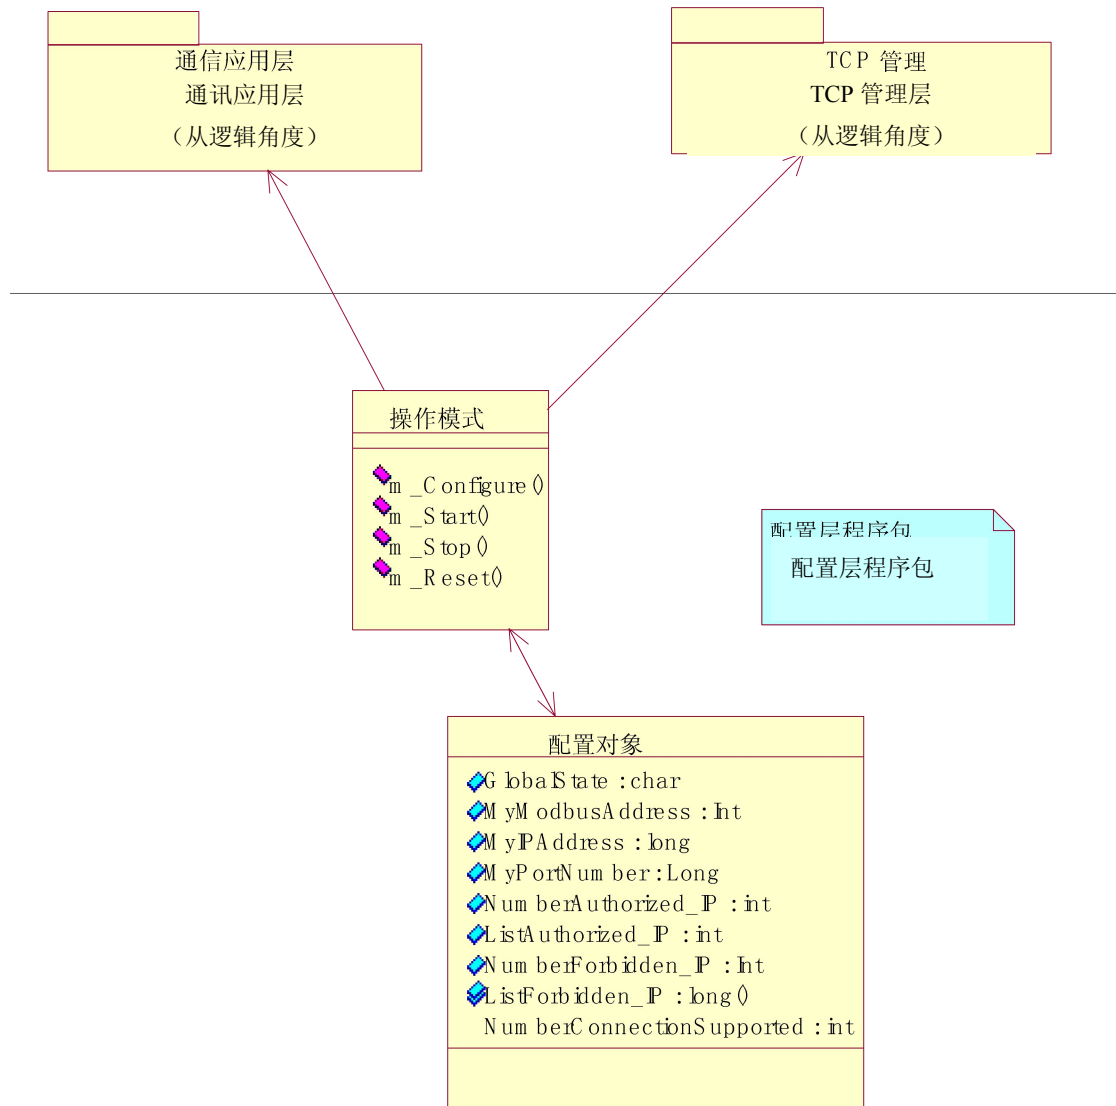 通信应用层
通讯应用层
（从逻辑角度）
TCP 管理
TCP 管理层
（从逻辑角度）
操作模式
m_Configure()
m_Start()
m_Stop()
m_Reset()
配置层程序包
配置层程序包
配置对象
GlobalState : char
MyModbusAddress : Int
MyIPAddress : long
MyPortNumber : Long
NumberAuthorized_IP : int
ListAuthorized_IP : int
NumberForbidden_IP : Int
ListForbidden_IP : long()
NumberConnectionSupported : int